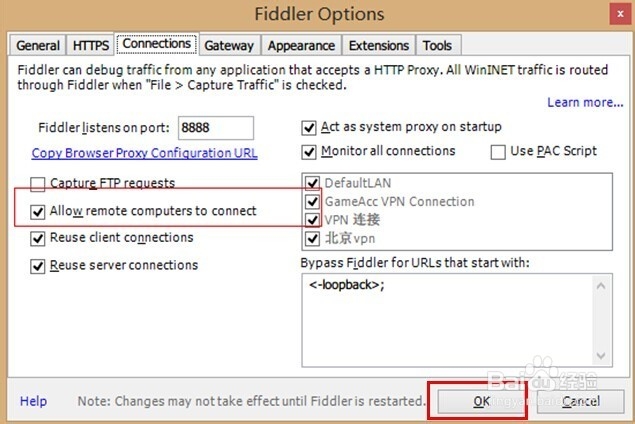 Fiddler Options
General HTTPS Connections Gateway Appearance Extensions Tools
Fiddler can debug traffic from any application that accepts a HTTP Proxy. All WinINET traffic is routed
through Fiddler when "File > Capture Traffic" is checked.
Learn more...
Fiddler listens on port: 8888
Copy Browser Proxy Configuration URL
Capture FTP requests
Allow remote computers to connect
Reuse client connections
Reuse server connections
Act as system proxy on startup
Monitor all connections Use PAC Script
DefaultLAN
GameAcc VPN Connection
VPN 连接
北京vpn
Bypass Fiddler for URLs that start with:
<-loopback>;
Help Note: Changes may not take effect until Fiddler is restarted. OK Cancel
Baidu 经验
jingyan.baidu.com